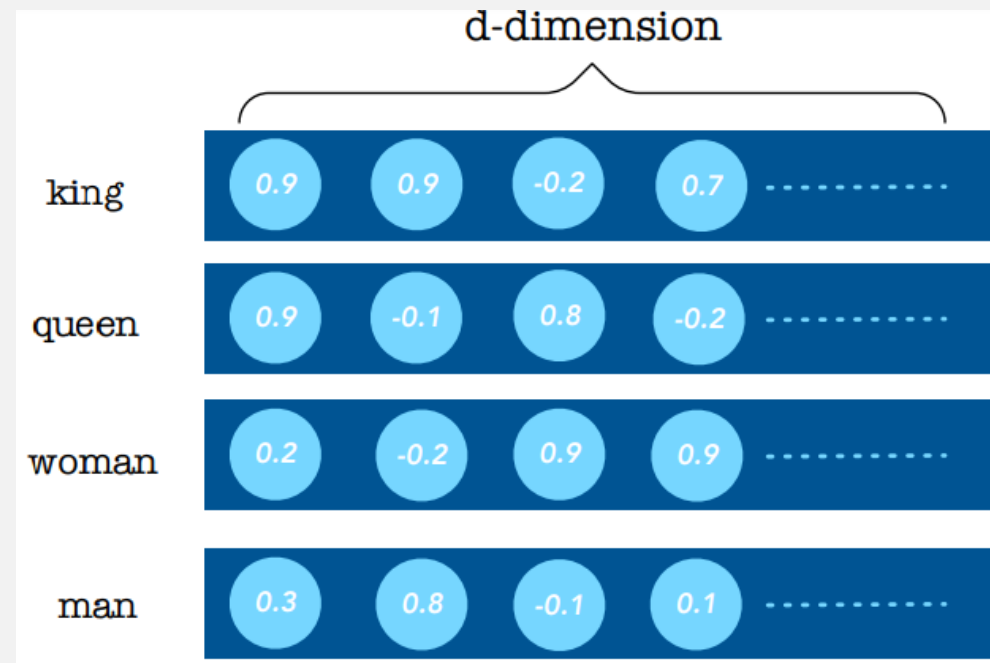 d-dimension
king 0.9 0.9 -0.2 0.7
queen 0.9 -0.1 0.8 -0.2
woman 0.2 -0.2 0.9 0.9
man 0.3 0.8 -0.1 0.1